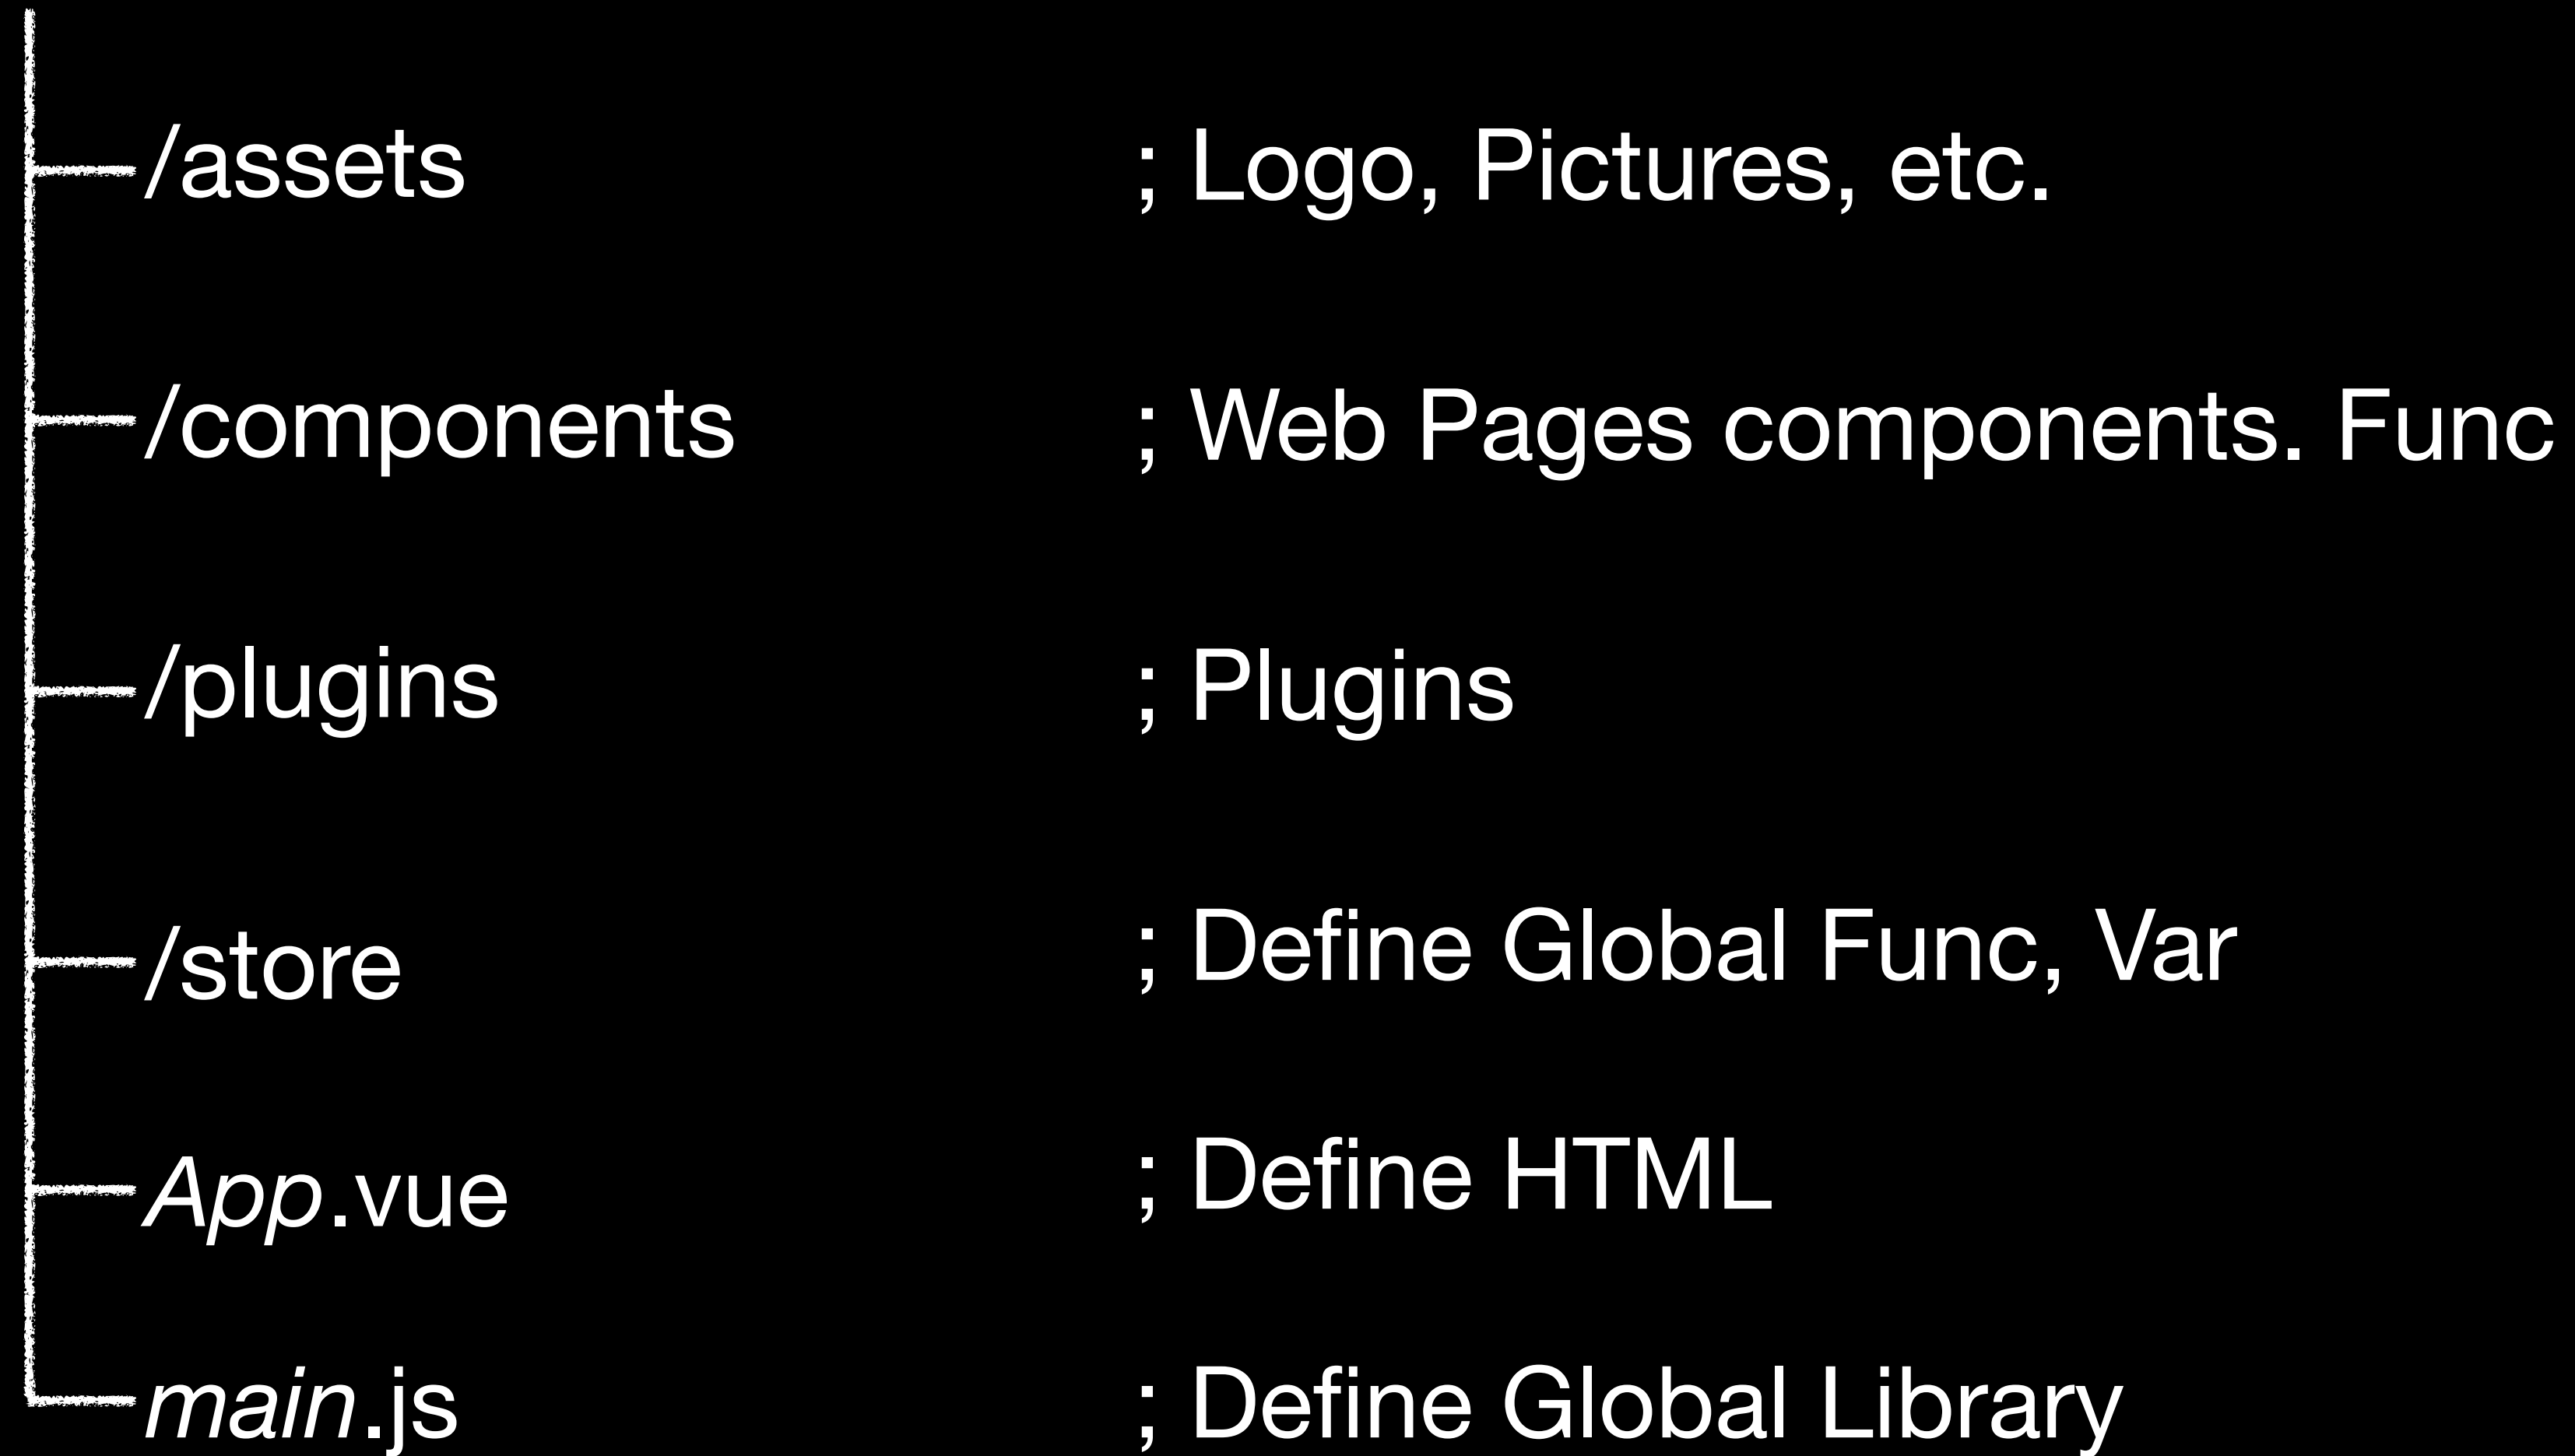 /assets ; Logo, Pictures, etc.
/components ; Web Pages components. Func
/plugins ; Plugins
/store ; Define Global Func, Var
App.vue ; Define HTML
main.js ; Define Global Library